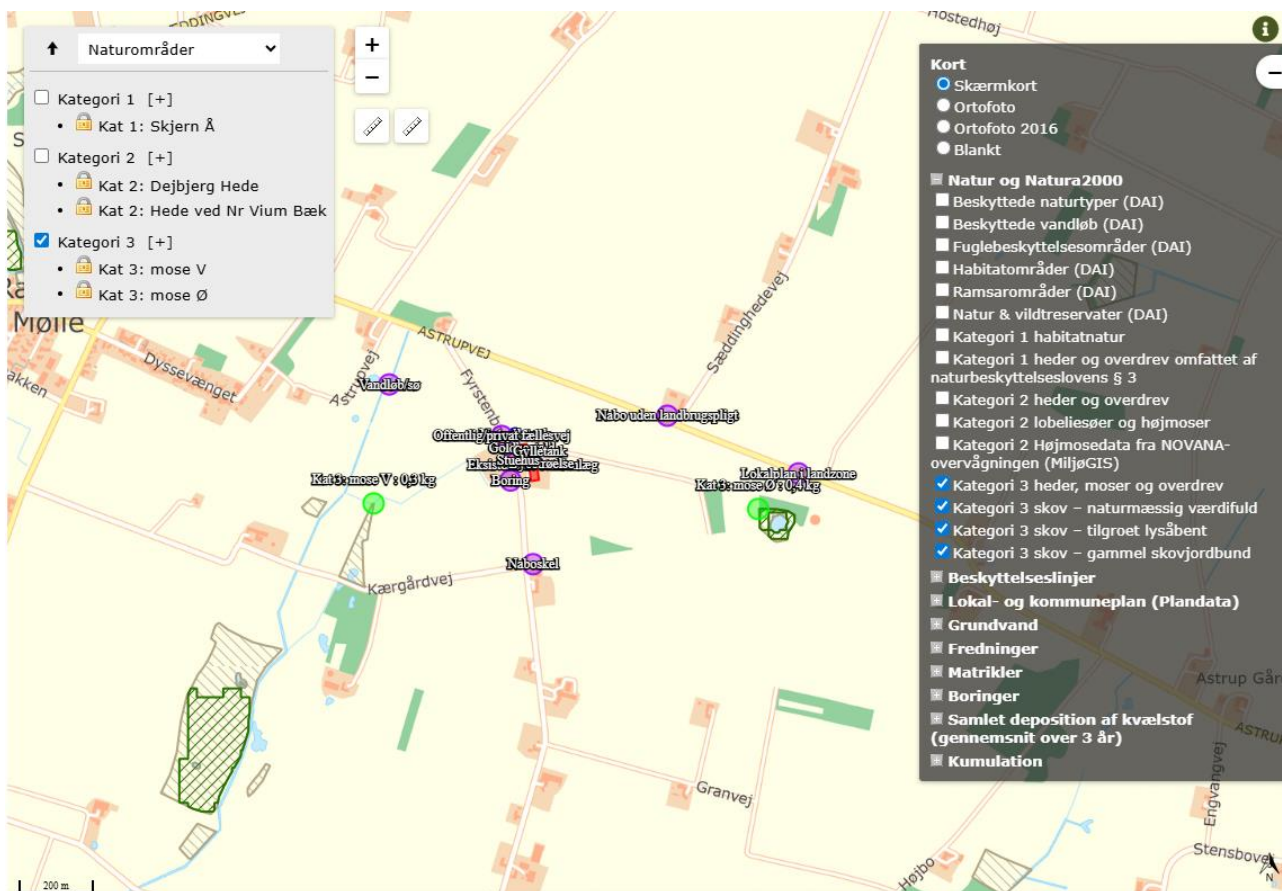 EDDINGVEJ
Hostedhøj
Naturområder
+
−
Kategori 1 [+]
• Kat 1: Skjern Å
Kategori 2 [+]
• Kat 2: Dejbjerg Hede
• Kat 2: Hede ved Nr Vium Bæk
Kategori 3 [+]
• Kat 3: mose V
• Kat 3: mose Ø
Mølle
Dyssevænget
Astrupvej
ASTRUPVEJ
Sæddinghedevej
Vandløb/sø
Nabo uden landbrugspligt
Offentlig/privat fællesvej
Gylletank
Stuehus
Boring
Kat 3: mose V : 0,3 kg
Lokalplan i landzone
Kat 3: mose Ø : 0,4 kg
Naboskel
Kærgårdvej
Granvej
Højbo
Engvangvej
Stensbovej
Astrup Går
ASTRUP
200 m
N
Kort
Skærmkort
Ortofoto
Ortofoto 2016
Blankt
Natur og Natura2000
Beskyttede naturtyper (DAI)
Beskyttede vandløb (DAI)
Fuglebeskyttelsesområder (DAI)
Habitatområder (DAI)
Ramsarområder (DAI)
Natur & vildtreservater (DAI)
Kategori 1 habitatnatur
Kategori 1 heder og overdrev omfattet af
naturbeskyttelseslovens § 3
Kategori 2 heder og overdrev
Kategori 2 lobeliesøer og højmoser
Kategori 2 Højmosedata fra NOVANA-
overvågningen (MiljøGIS)
Kategori 3 heder, moser og overdrev
Kategori 3 skov – naturmæssig værdifuld
Kategori 3 skov – tilgroet lysåbent
Kategori 3 skov – gammel skovjordbund
Beskyttelseslinjer
Lokal- og kommuneplan (Plandata)
Grundvand
Fredninger
Matrikler
Boringer
Samlet deposition af kvælstof
(gennemsnit over 3 år)
Kumulation